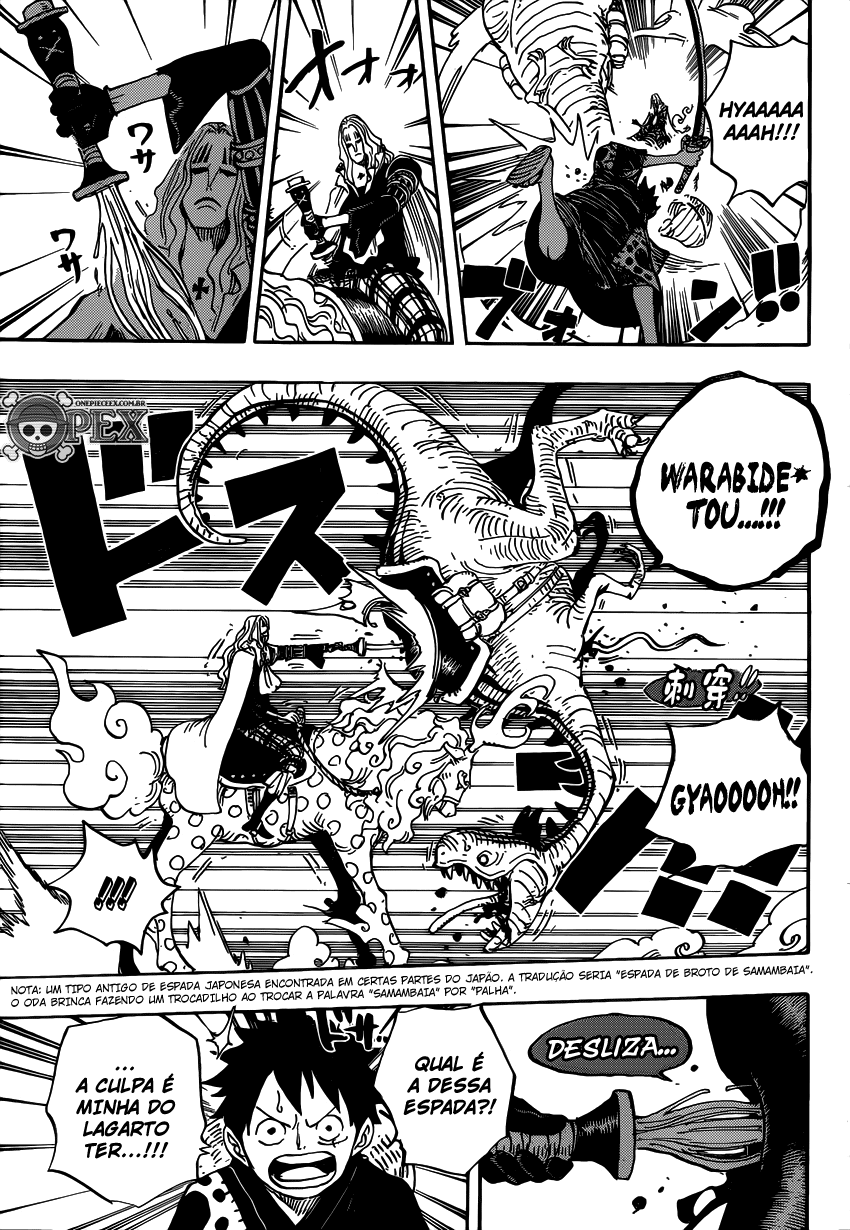 HYAAAAA
AAAH!!!
オオォ
ワサ
ワサ
ブオォン!!
ONEPIECEEX.COM.BR
OPEX
WARABIDE*
TOU...!!!
ドスン!!
刺穿!!
GYAOOOOH!!
!!!
NOTA: UM TIPO ANTIGO DE ESPADA JAPONESA ENCONTRADA EM CERTAS PARTES DO JAPÃO. A TRADUÇÃO SERIA "ESPADA DE BROTO DE SAMAMBAIA".
O ODA BRINCA FAZENDO UM TROCADILHO AO TROCAR A PALAVRA "SAMAMBAIA" POR "PALHA".
DESLIZA...
QUAL É
A DESSA
ESPADA?!
...
A CULPA É
MINHA DO
LAGARTO
TER...!!!